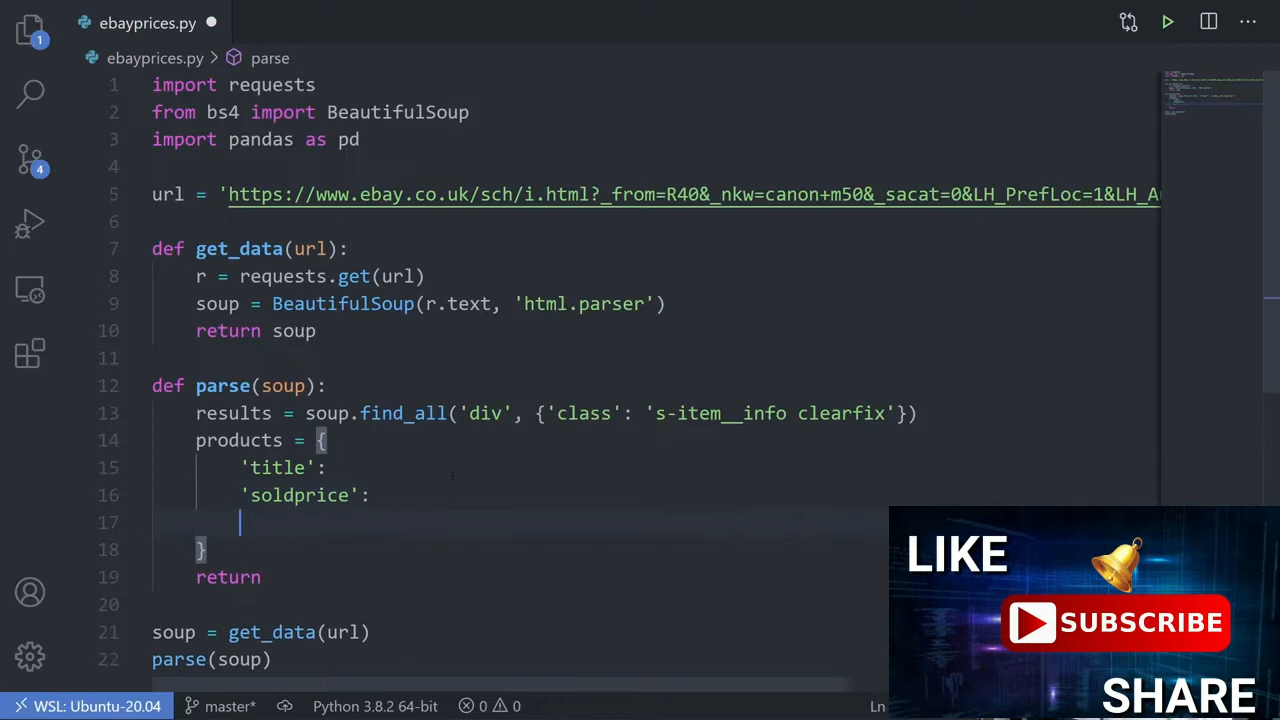 ebayprices.py
ebayprices.py > parse
1
4
1 import requests
2 from bs4 import BeautifulSoup
3 import pandas as pd
4
5 url = 'https://www.ebay.co.uk/sch/i.html?_from=R40&_nkw=canon+m50&_sacat=0&LH_PrefLoc=1&LH_Au
6
7 def get_data(url):
8 r = requests.get(url)
9 soup = BeautifulSoup(r.text, 'html.parser')
10 return soup
11
12 def parse(soup):
13 results = soup.find_all('div', {'class': 's-item__info clearfix'})
14 products = {
15 'title':
16 'soldprice':
17
18 }
19 return
20
21 soup = get_data(url)
22 parse(soup)
LIKE
SUBSCRIBE
SHARE
WSL: Ubuntu-20.04 master* Python 3.8.2 64-bit 0 0 Ln